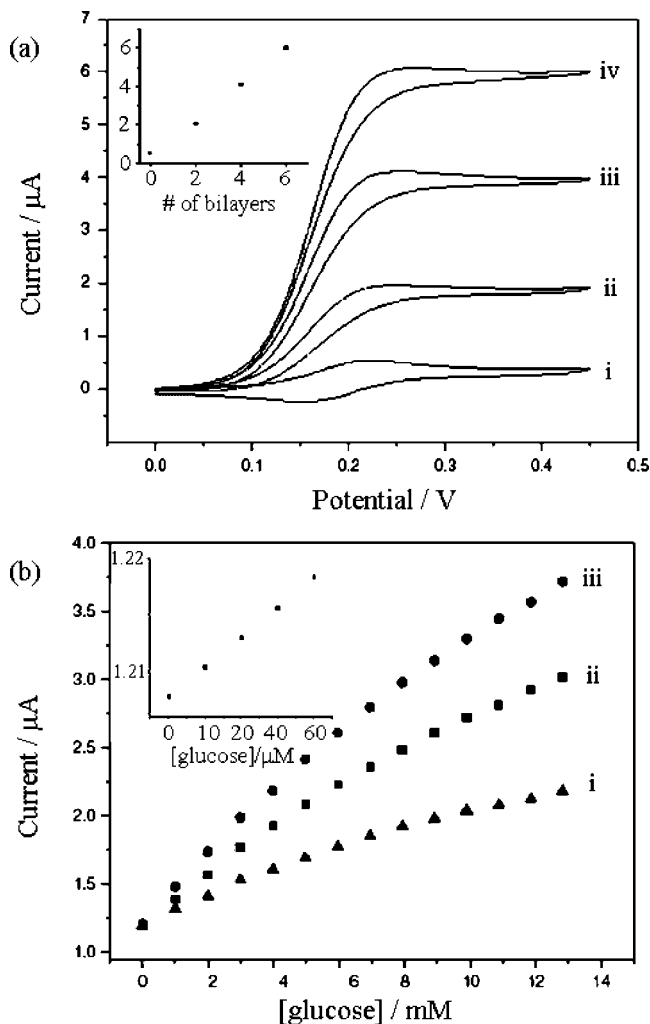 (a)
7
6
5
4
3
2
1
0
-1
Current / μA
6
4
2
0
0 2 4 6
# of bilayers
iv
iii
ii
i
0.0 0.1 0.2 0.3 0.4 0.5
Potential / V
(b)
4.0
3.5
3.0
2.5
2.0
1.5
1.0
Current / μA
1.22
1.21
0 10 20 40 60
[glucose]/μM
iii
ii
i
0 2 4 6 8 10 12 14
[glucose] / mM